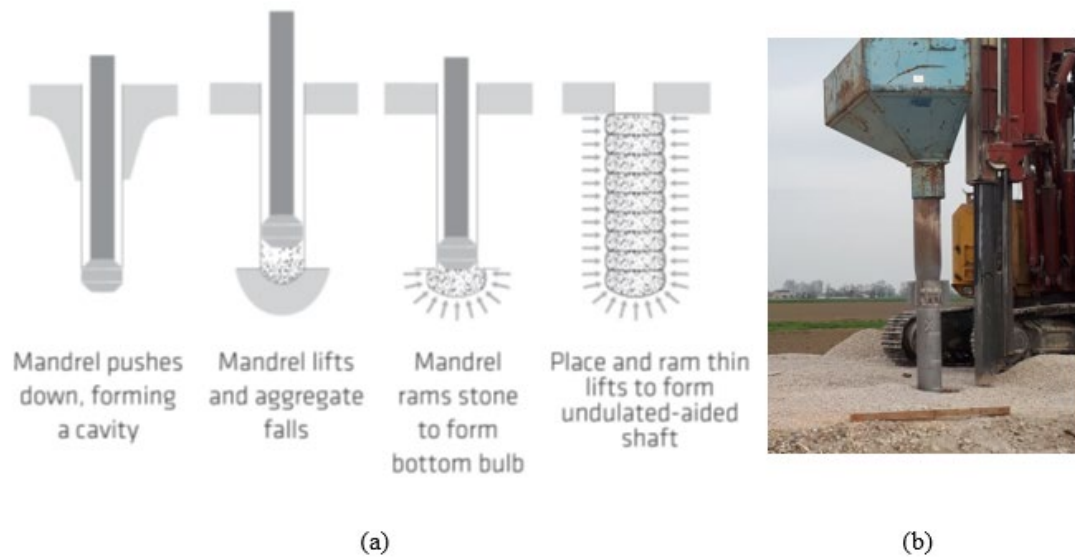 Mandrel pushes
down, forming
a cavity
Mandrel lifts
and aggregate
falls
Mandrel
rams stone
to form
bottom bulb
Place and ram thin
lifts to form
undulated-aided
shaft
(a)
(b)